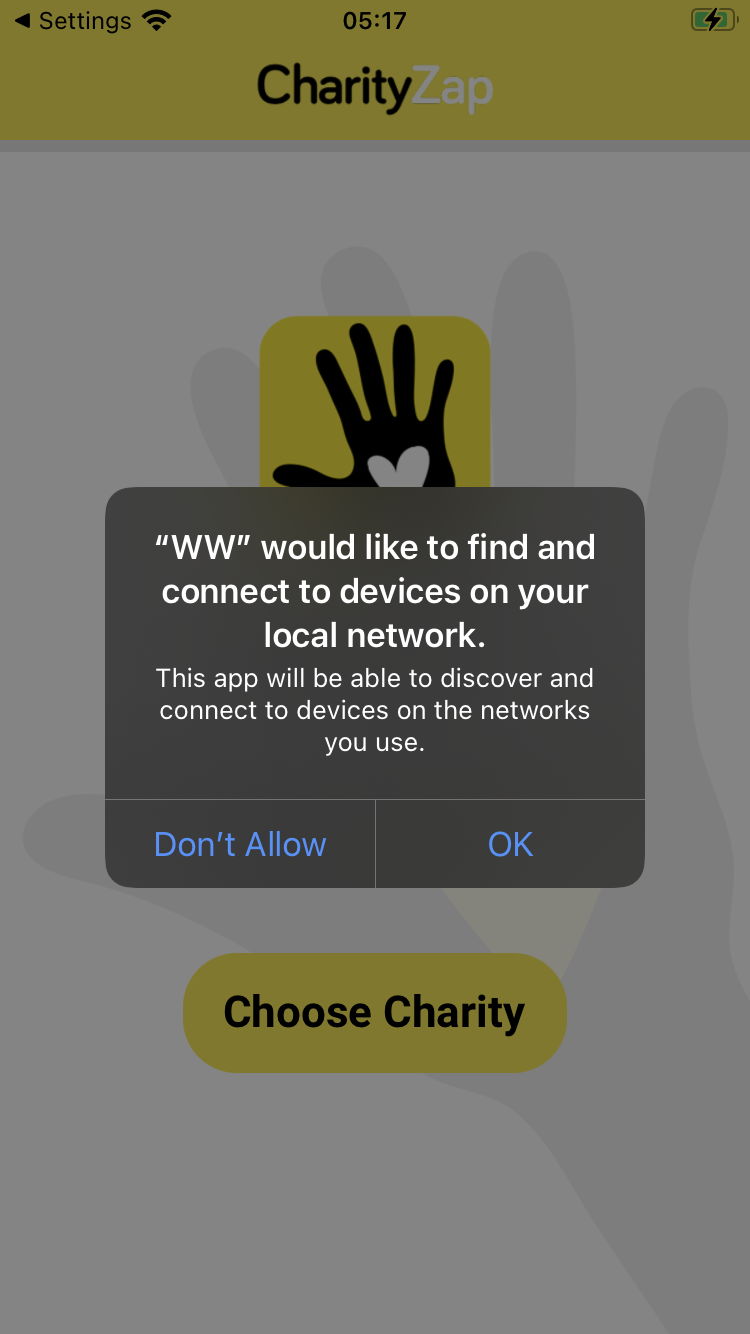 Settings 05:17
CharityZap
“WW” would like to find and
connect to devices on your
local network.
This app will be able to discover and
connect to devices on the networks
you use.
Don’t Allow OK
Choose Charity